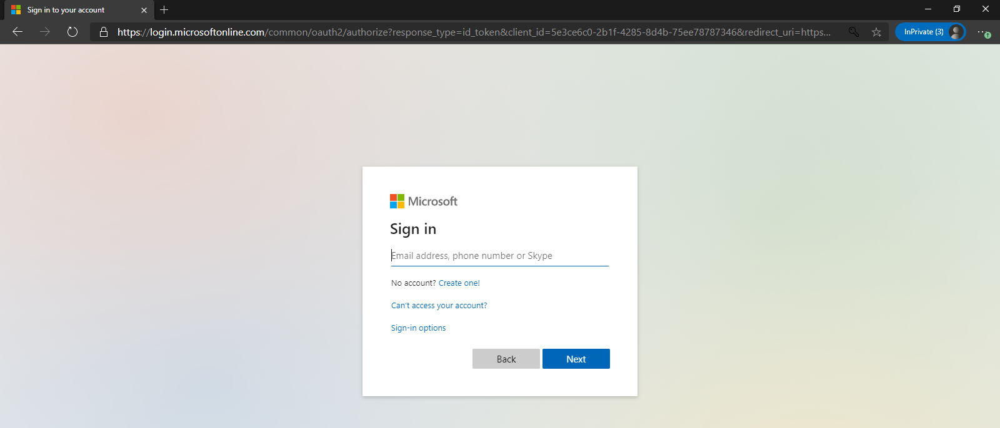 Sign in to your account
https://login.microsoftonline.com/common/oauth2/authorize?response_type=id_token&client_id=5e3ce6c0-2b1f-4285-8d4b-75ee78787346&redirect_uri=https...
InPrivate (3)
Microsoft
Sign in
Email address, phone number or Skype
No account? Create one!
Can't access your account?
Sign-in options
Back
Next